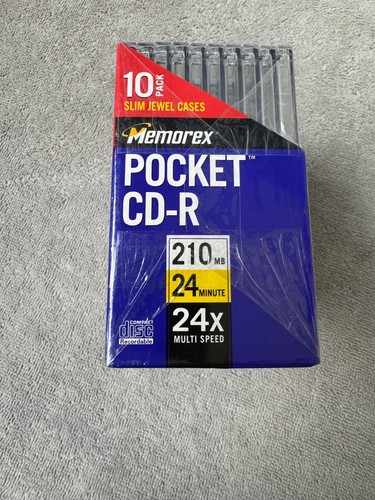 10 PACK
SLIM JEWEL CASES
Memorex
POCKET™
CD-R
210 MB
24 MINUTE
24x
MULTI SPEED
COMPACT
disc
Recordable